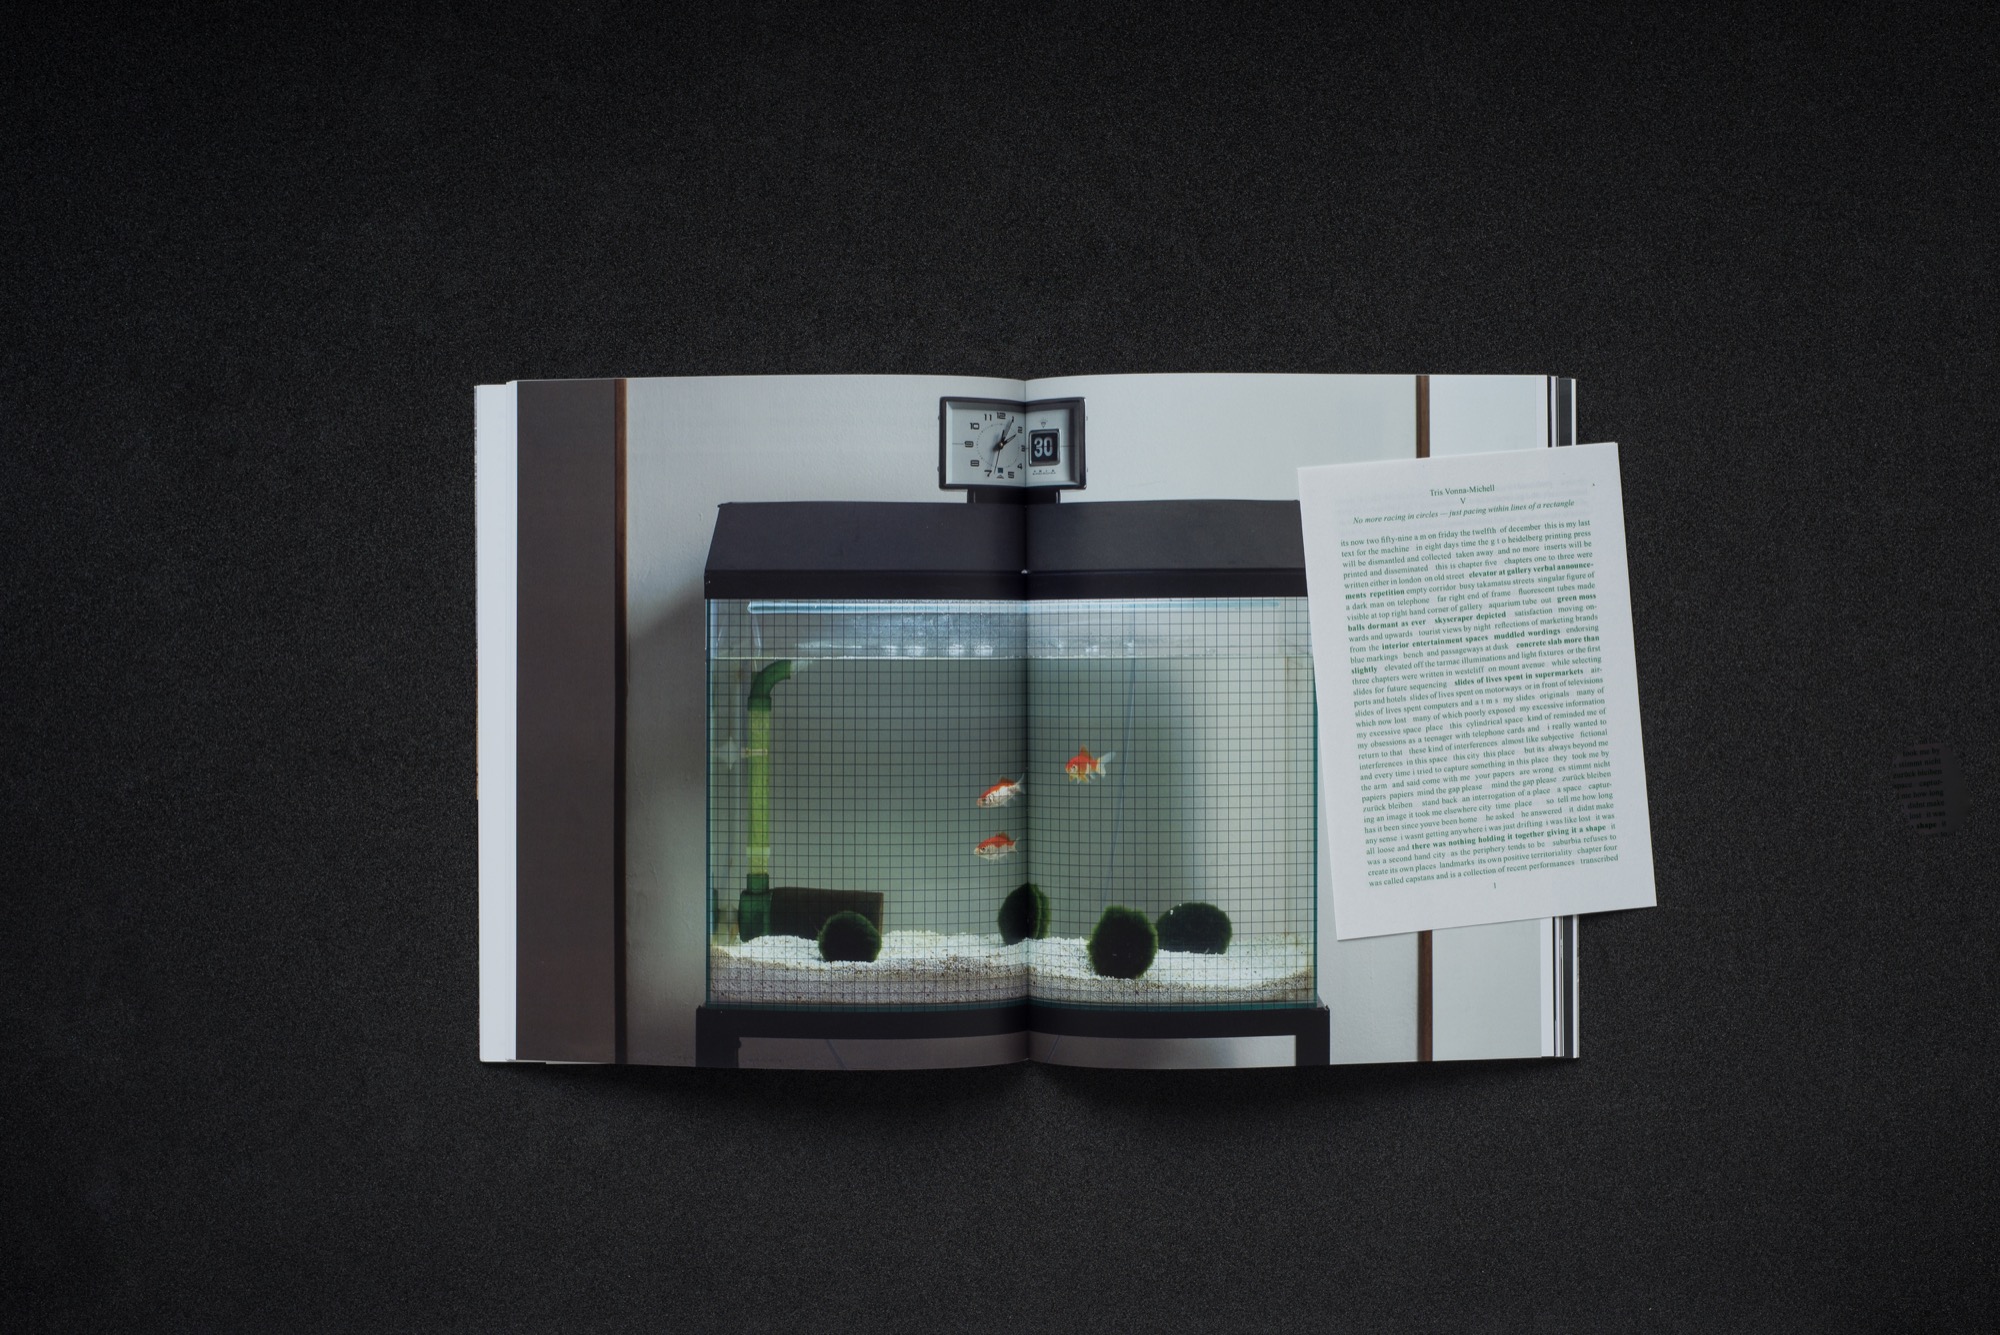 11 12
10
9
8
7
5
4
30
Tris Vonna-Michell
V
No more racing in circles — just pacing within lines of a rectangle
its now two fifty-nine a m on friday the twelfth of december this is my last
text for the machine in eight days time the g t o heidelberg printing press
will be dismantled and collected taken away and no more inserts will be
printed and disseminated this is chapter five chapters one to three were
written either in london on old street elevator at gallery verbal announce-
ments repetition empty corridor busy takamatsu streets singular figure of
a dark man on telephone far right end of frame fluorescent tubes made
visible at top right hand corner of gallery aquarium tube out green moss
balls dormant as ever skyscraper depicted satisfaction moving on-
wards and upwards tourist views by night reflections of marketing brands
from the interior entertainment spaces muddled wordings endorsing
blue markings bench and passageways at dusk concrete slab more than
slightly elevated off the tarmac illuminations and light fixtures or the first
three chapters were written in westcliff on mount avenue while selecting
slides for future sequencing slides of lives spent in supermarkets air-
ports and hotels slides of lives spent on motorways or in front of televisions
slides of lives spent computers and a t m s my slides originals many of
which now lost many of which poorly exposed my excessive information
my excessive space place this cylindrical space kind of reminded me of
my obsessions as a teenager with telephone cards and i really wanted to
return to that these kind of interferences almost like subjective fictional
interferences in this space this city this place but its always beyond me
and every time i tried to capture something in this place they took me by
the arm and said come with me your papers are wrong es stimmt nicht
papiers papiers mind the gap please mind the gap please zurück bleiben
zurück bleiben stand back an interrogation of a place a space captur-
ing an image it took me elsewhere city time place so tell me how long
has it been since youve been home he asked he answered it didnt make
any sense i wasnt getting anywhere i was just drifting i was like lost it was
all loose and there was nothing holding it together giving it a shape it
was a second hand city as the periphery tends to be suburbia refuses to
create its own places landmarks its own positive territoriality chapter four
was called capstans and is a collection of recent performances transcribed
1